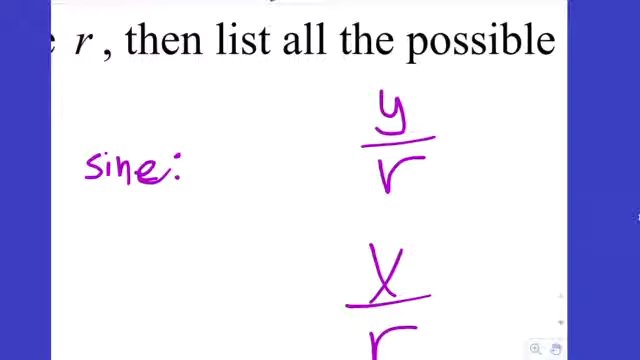 r, then list all the possible
y
sine:
r
x
r